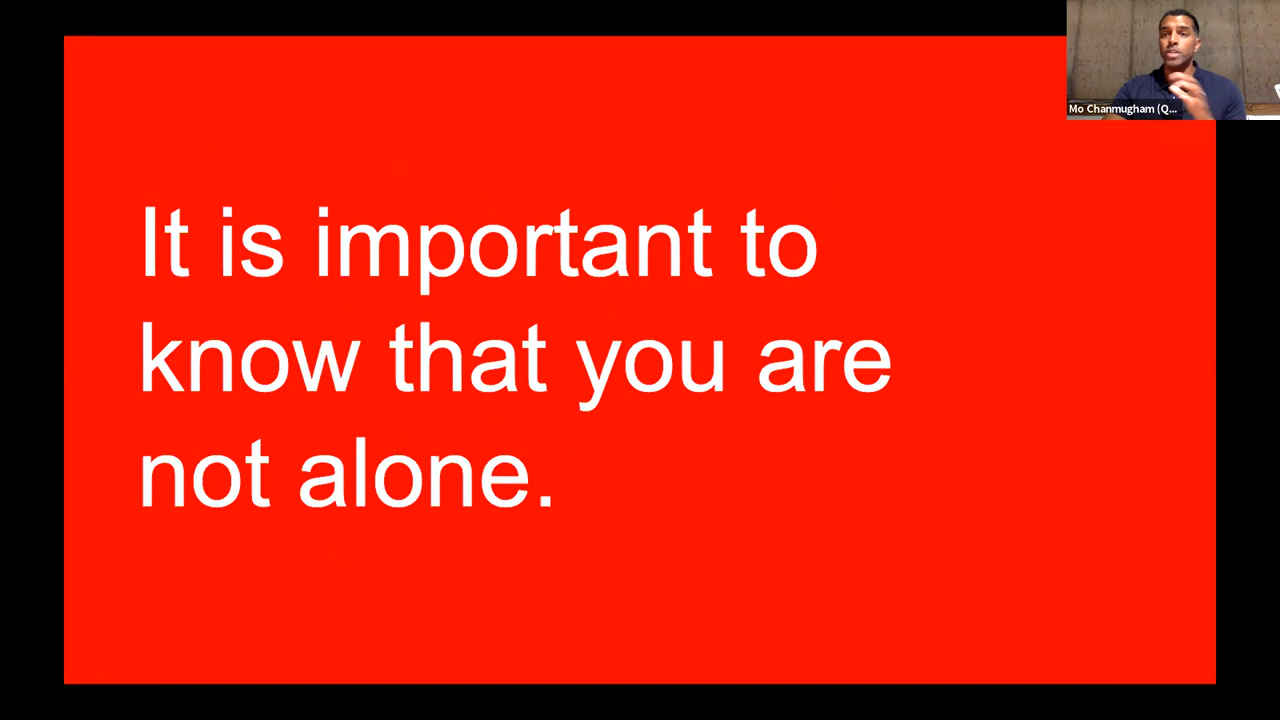 Mo Chanmugham (Q...
It is important to
know that you are
not alone.